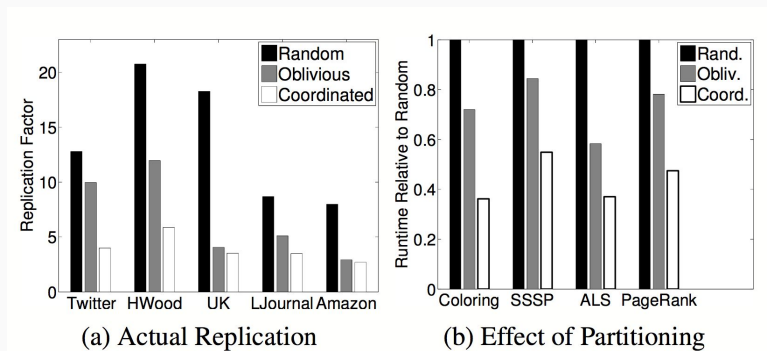 Replication Factor
20
15
10
5
0
Random
Oblivious
Coordinated
Twitter HWood UK LJournal Amazon
(a) Actual Replication
Runtime Relative to Random
1
0.8
0.6
0.4
0.2
0
Rand.
Obliv.
Coord.
Coloring SSSP ALS PageRank
(b) Effect of Partitioning